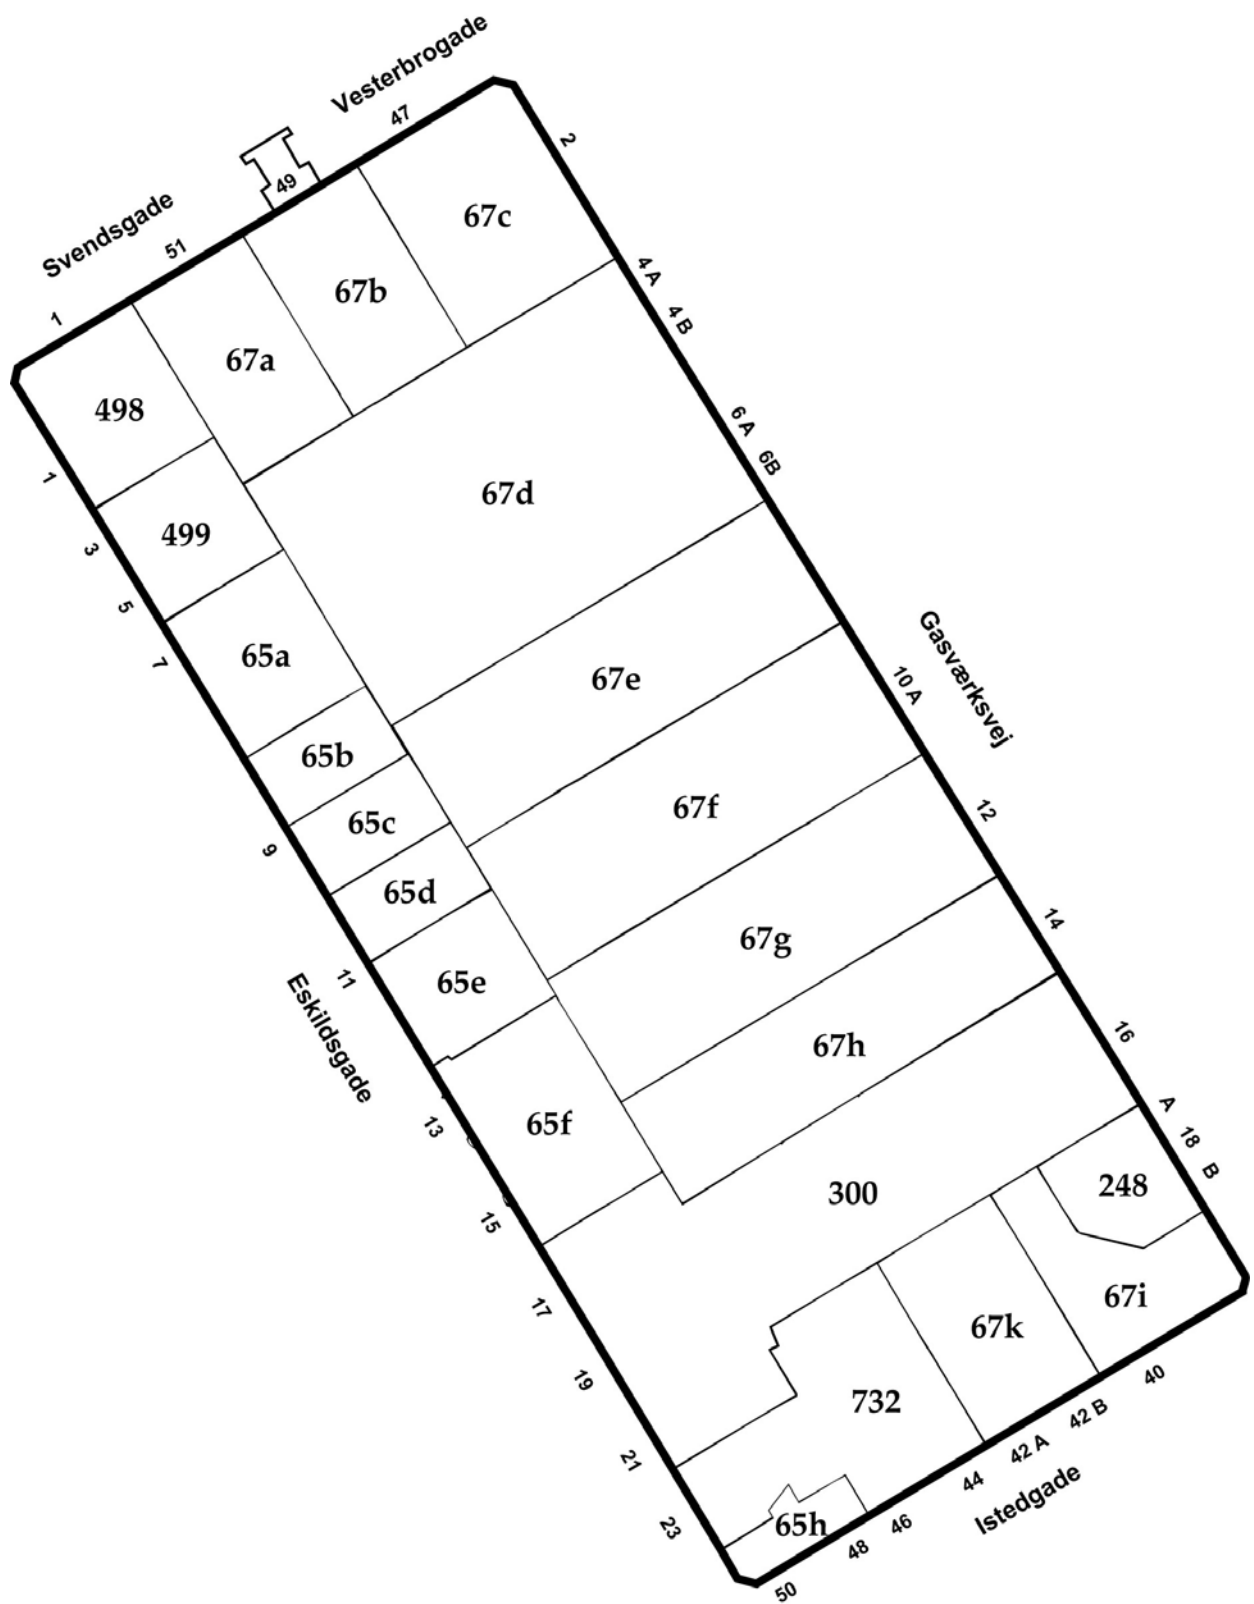 Vesterbrogade
47
2
49
Svendsgade
51
1
67c
4 A
4 B
67b
67a
498
6 A
6B
1
499
67d
3
5
7
65a
67e
Gasværksvej
10 A
65b
65c
67f
12
9
65d
67g
14
11
65e
Eskildsgade
67h
16
13
65f
A
18
B
15
300
248
17
67i
67k
19
732
40
42 B
42 A
21
44
Istedgade
23
65h
46
48
50